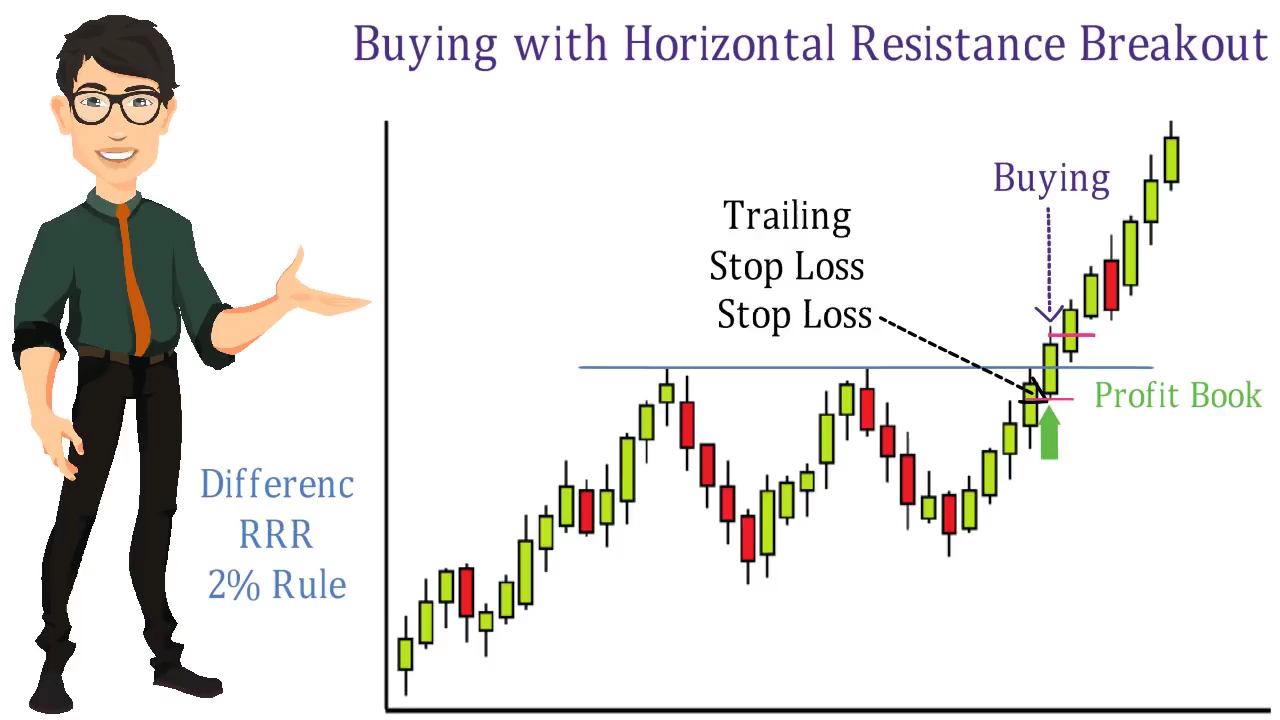 Buying with Horizontal Resistance Breakout
Buying
Trailing
Stop Loss
Stop Loss
Profit Book
Differenc
RRR
2% Rule